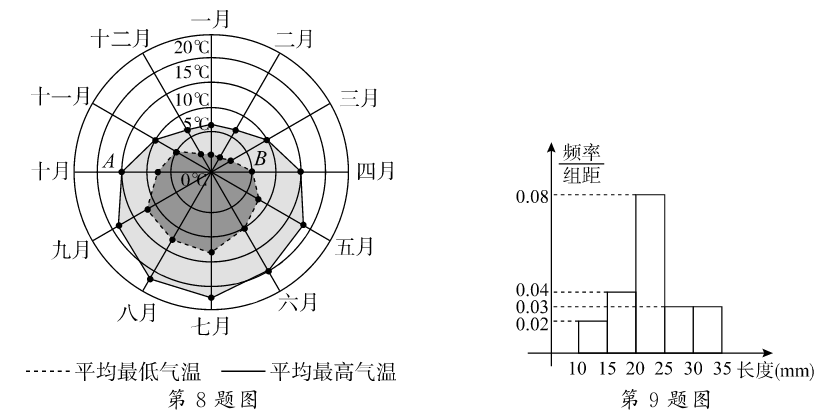 一月
二月
三月
四月
五月
六月
七月
八月
九月
十月
十一月
十二月
20℃
15℃
10℃
5℃
0℃
A
B
平均最低气温 平均最高气温
第 8 题图
频率
组距
0.08
0.04
0.03
0.02
10 15 20 25 30 35 长度(mm)
第 9 题图